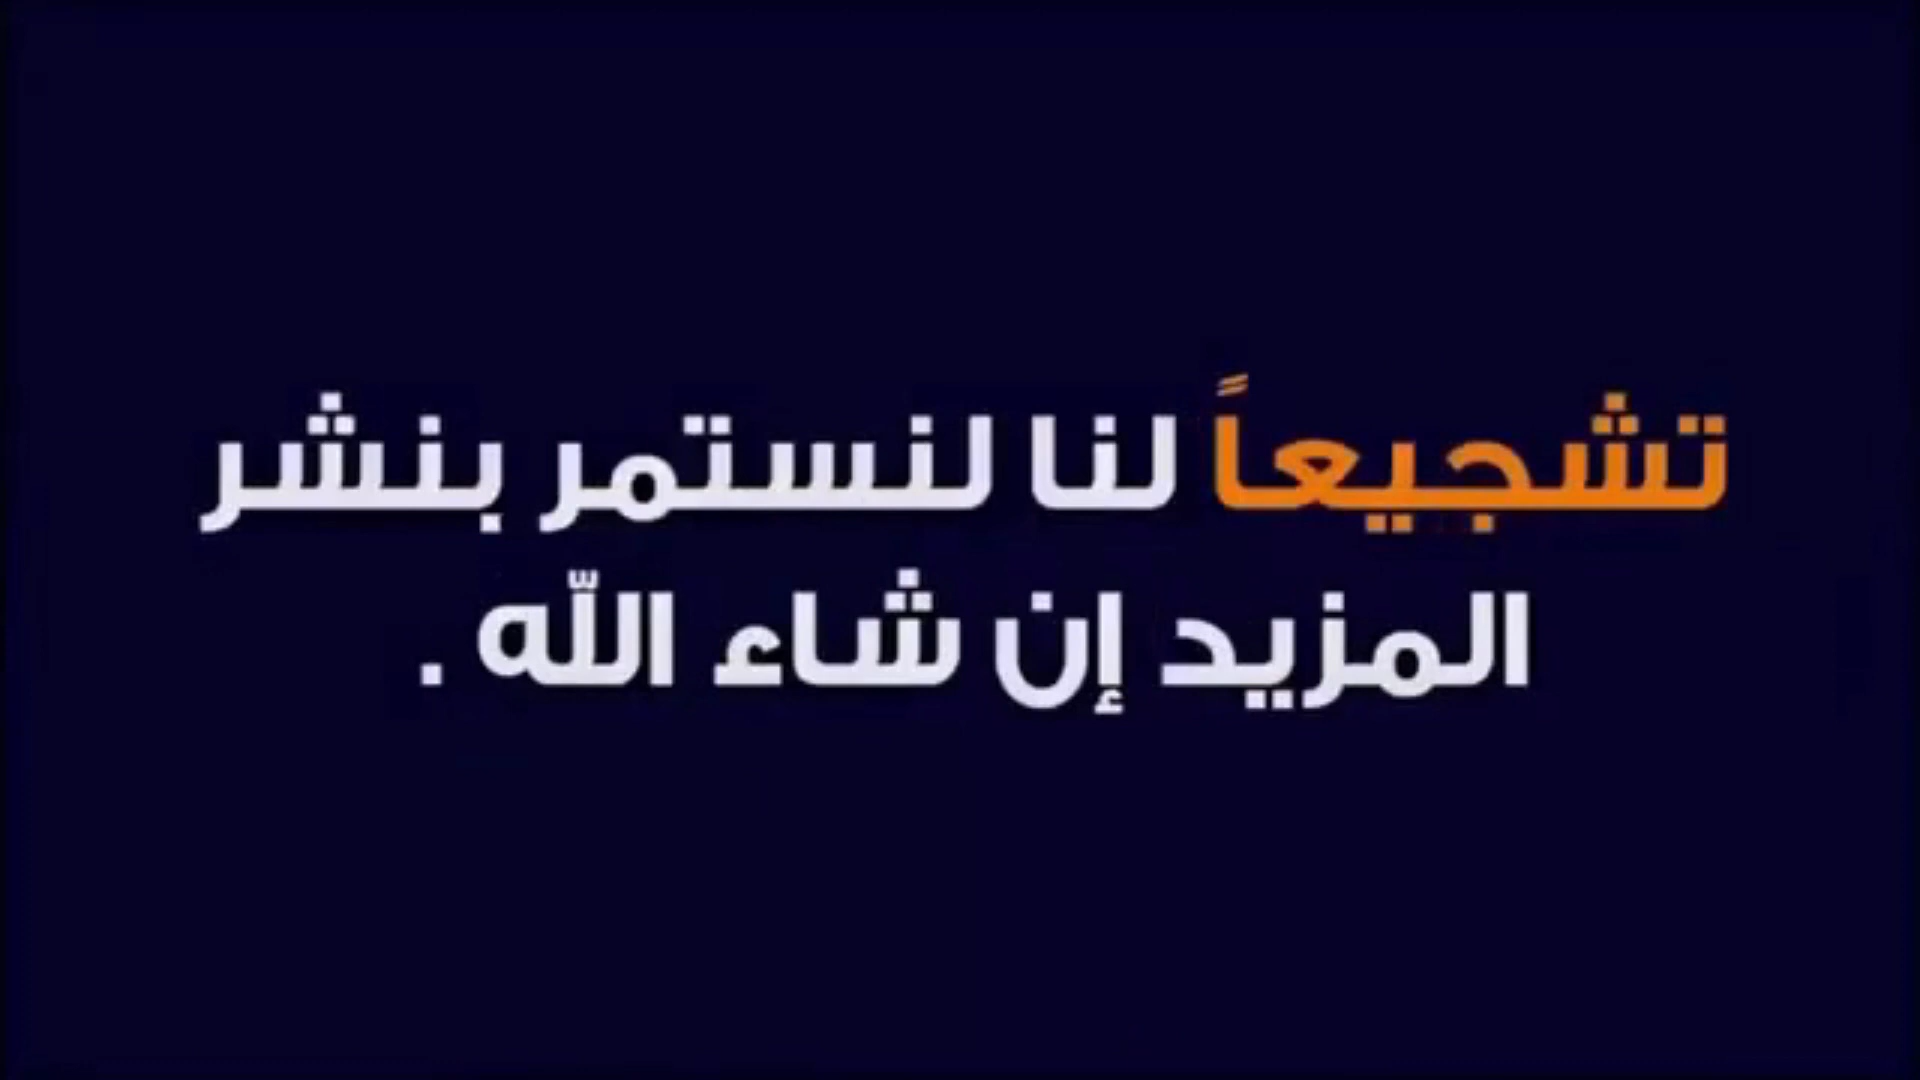 تشجيعاً لنا لنستمر بنشر
المزيد إن شاء اللّه .